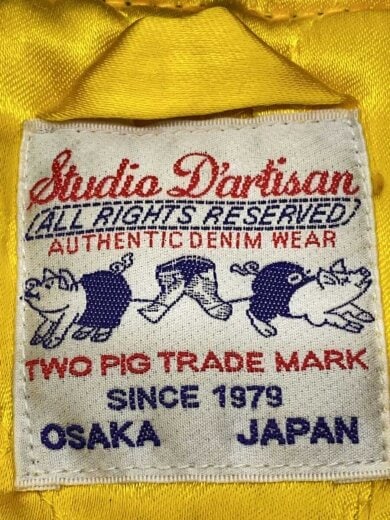 Studio D'artisan
(ALL RIGHTS RESERVED)
AUTHENTIC DENIM WEAR
TWO PIG TRADE MARK
SINCE 1979
OSAKA JAPAN